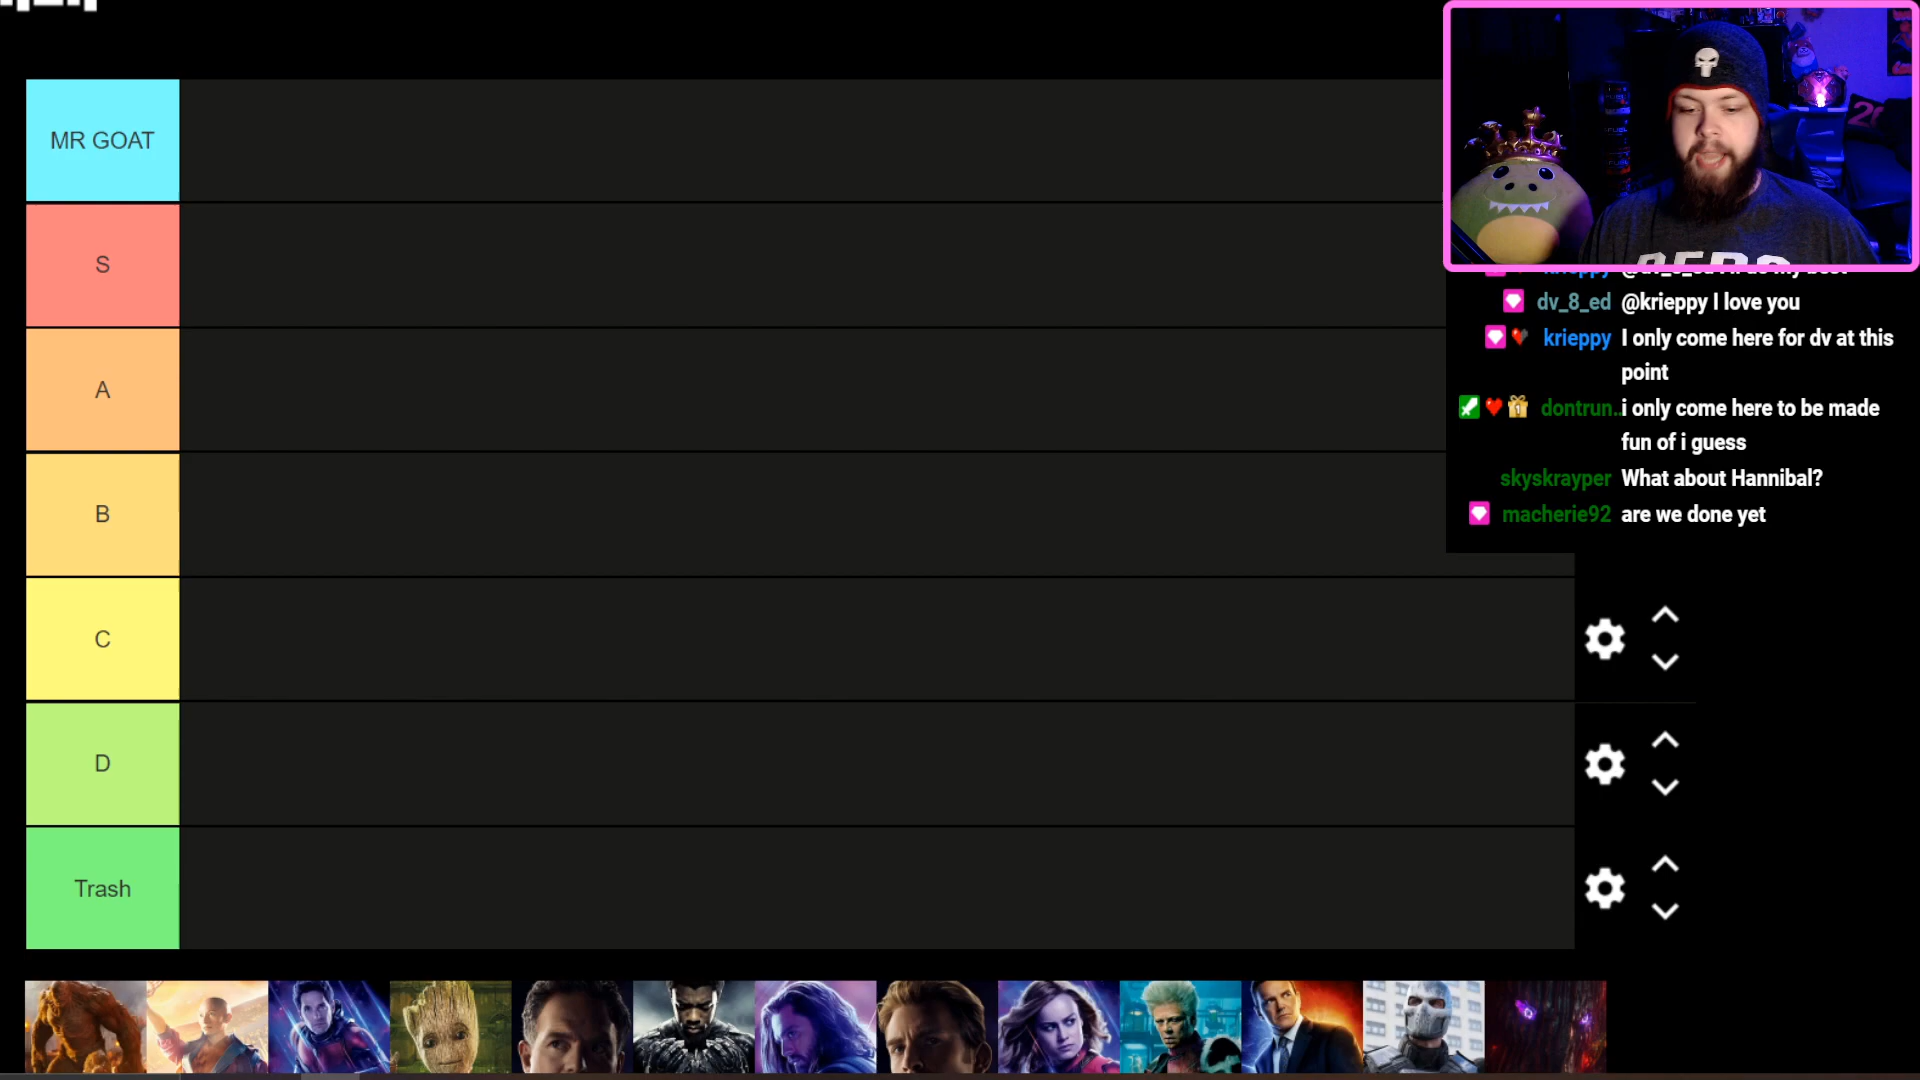 MR GOAT
S
A
B
C
D
Trash
dv_8_ed @krieppy I love you
krieppy I only come here for dv at this
point
dontrun.. i only come here to be made
fun of i guess
skyskrayper What about Hannibal?
macherie92 are we done yet